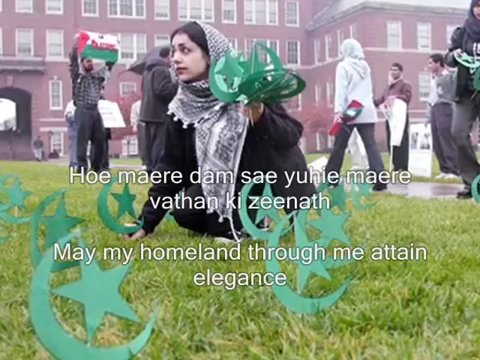 Hoe maere dam sae yuhie maere
vathan ki zeenath
May my homeland through me attain
elegance